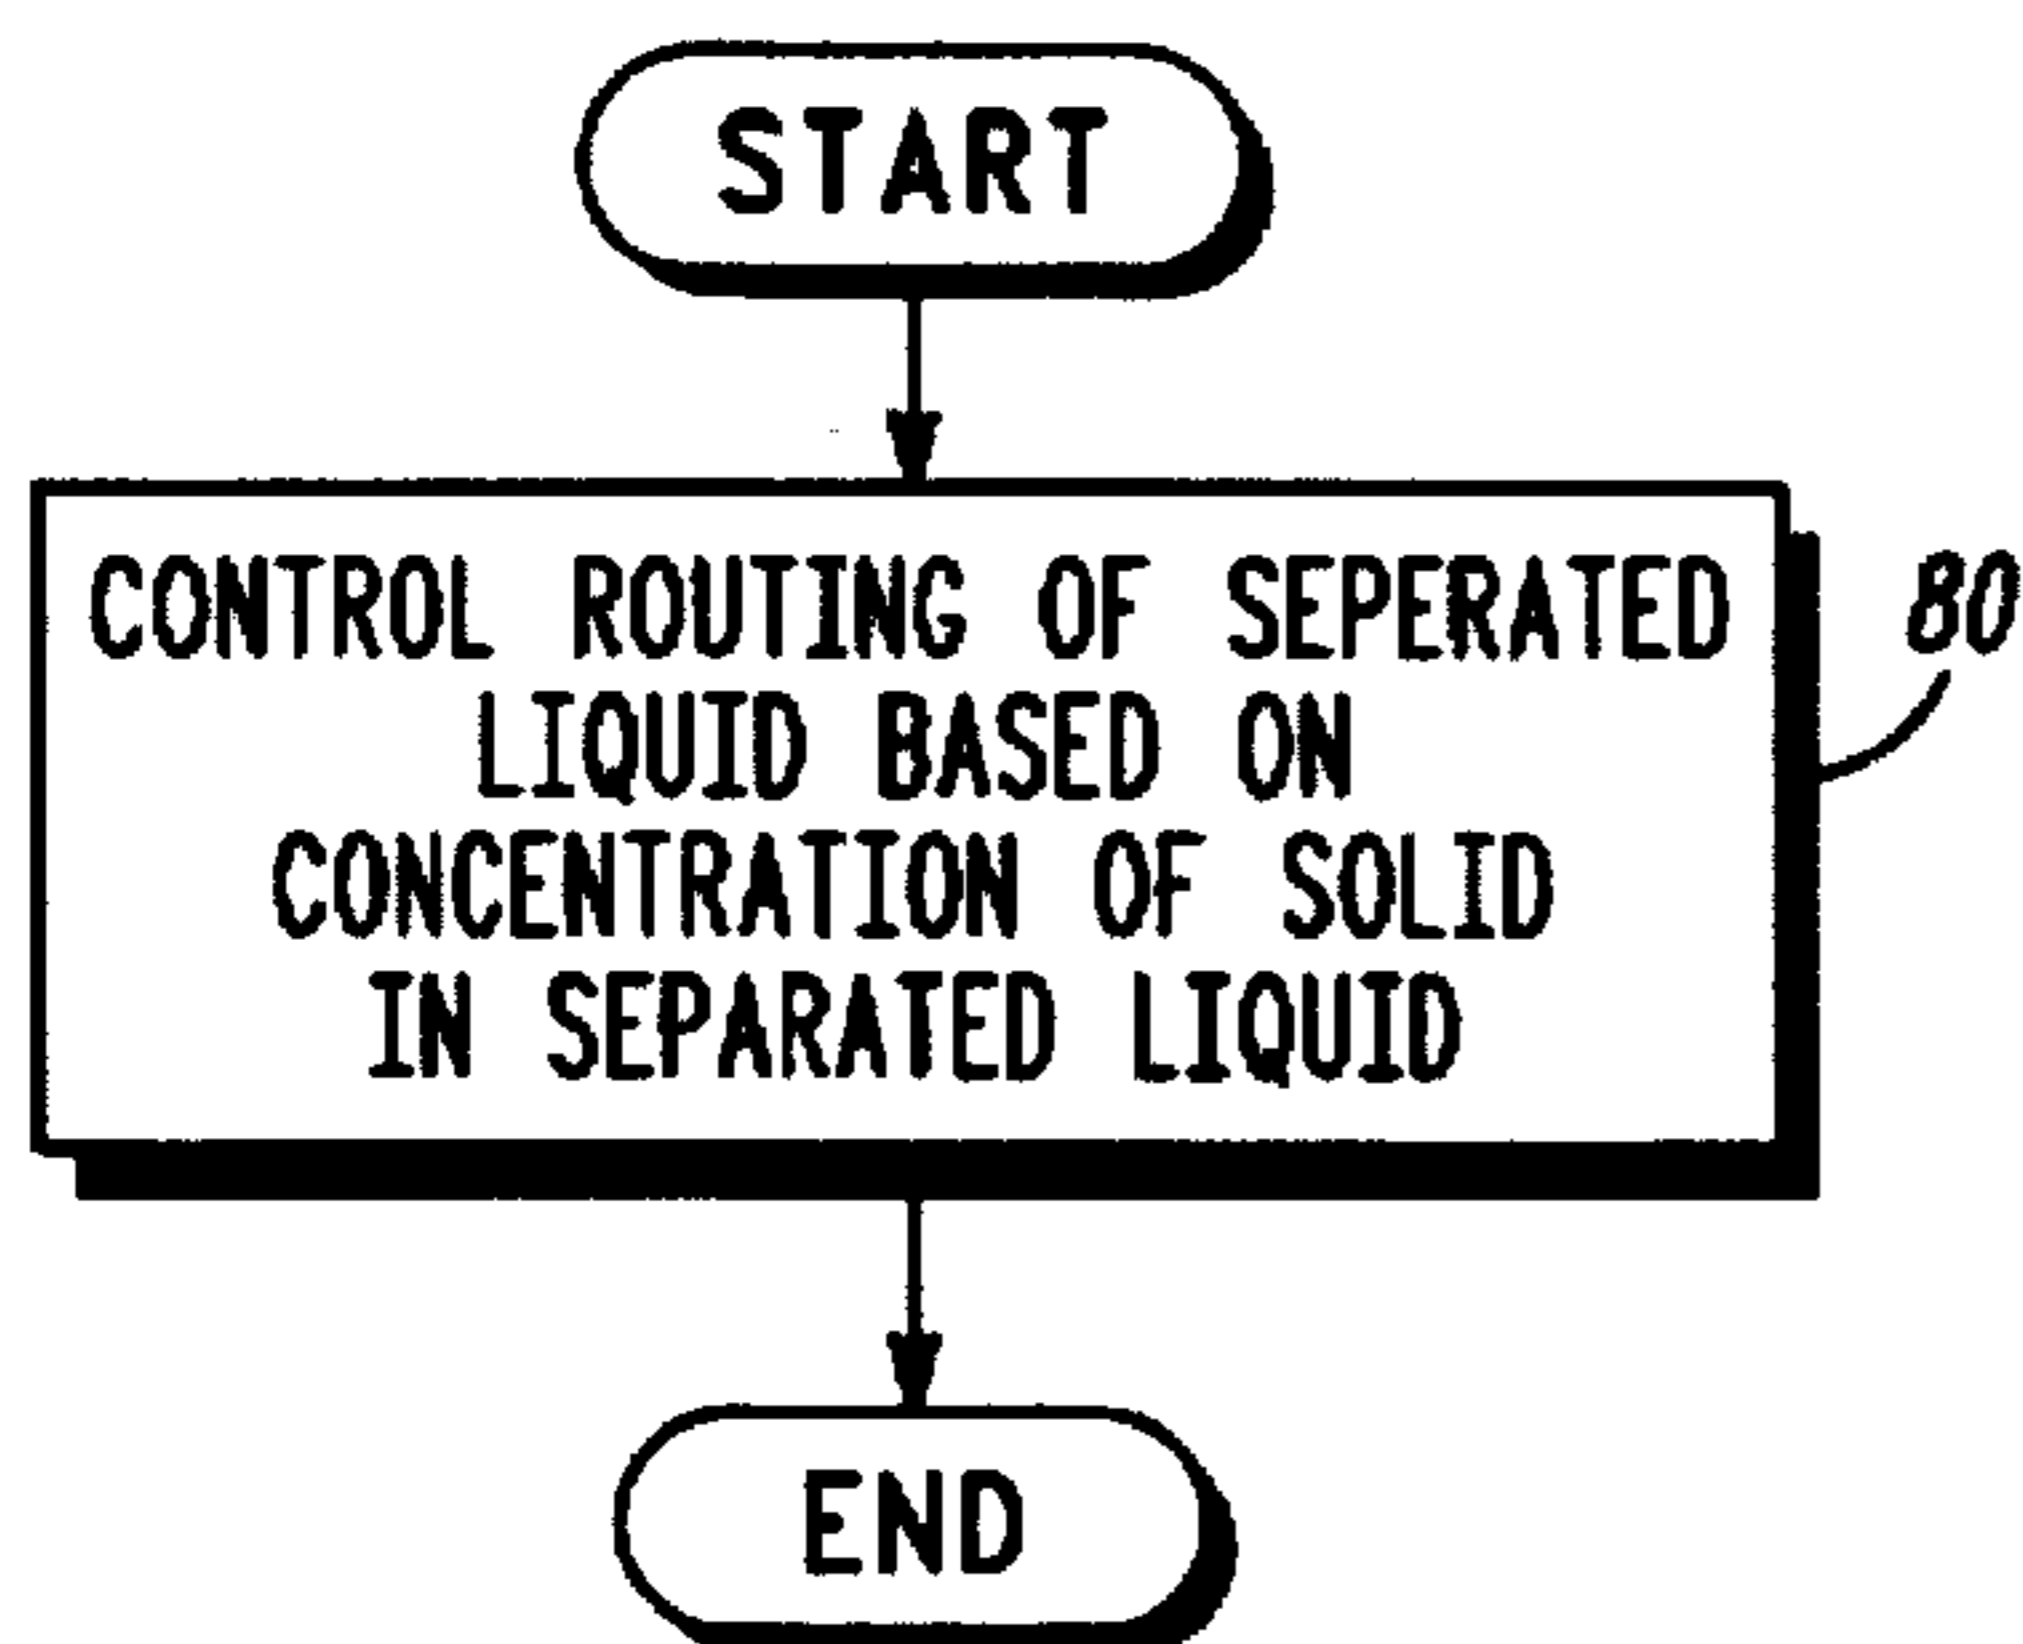 START
CONTROL ROUTING OF SEPERATED
LIQUID BASED ON
CONCENTRATION OF SOLID
IN SEPARATED LIQUID
80
END